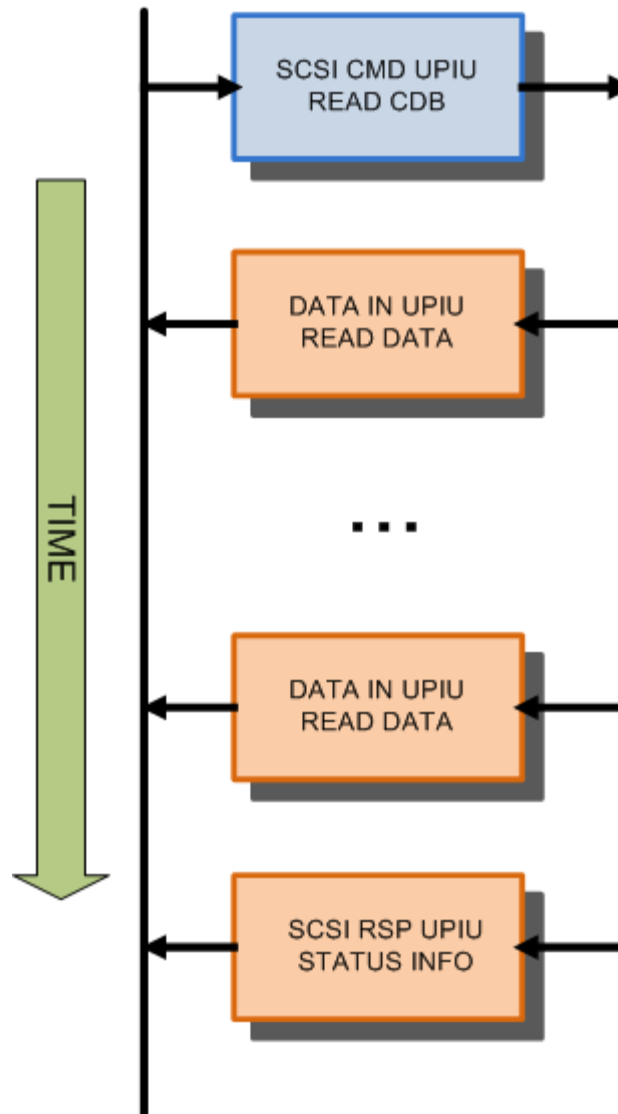 SCSI CMD UPIU
READ CDB
DATA IN UPIU
READ DATA
TIME
...
DATA IN UPIU
READ DATA
SCSI RSP UPIU
STATUS INFO